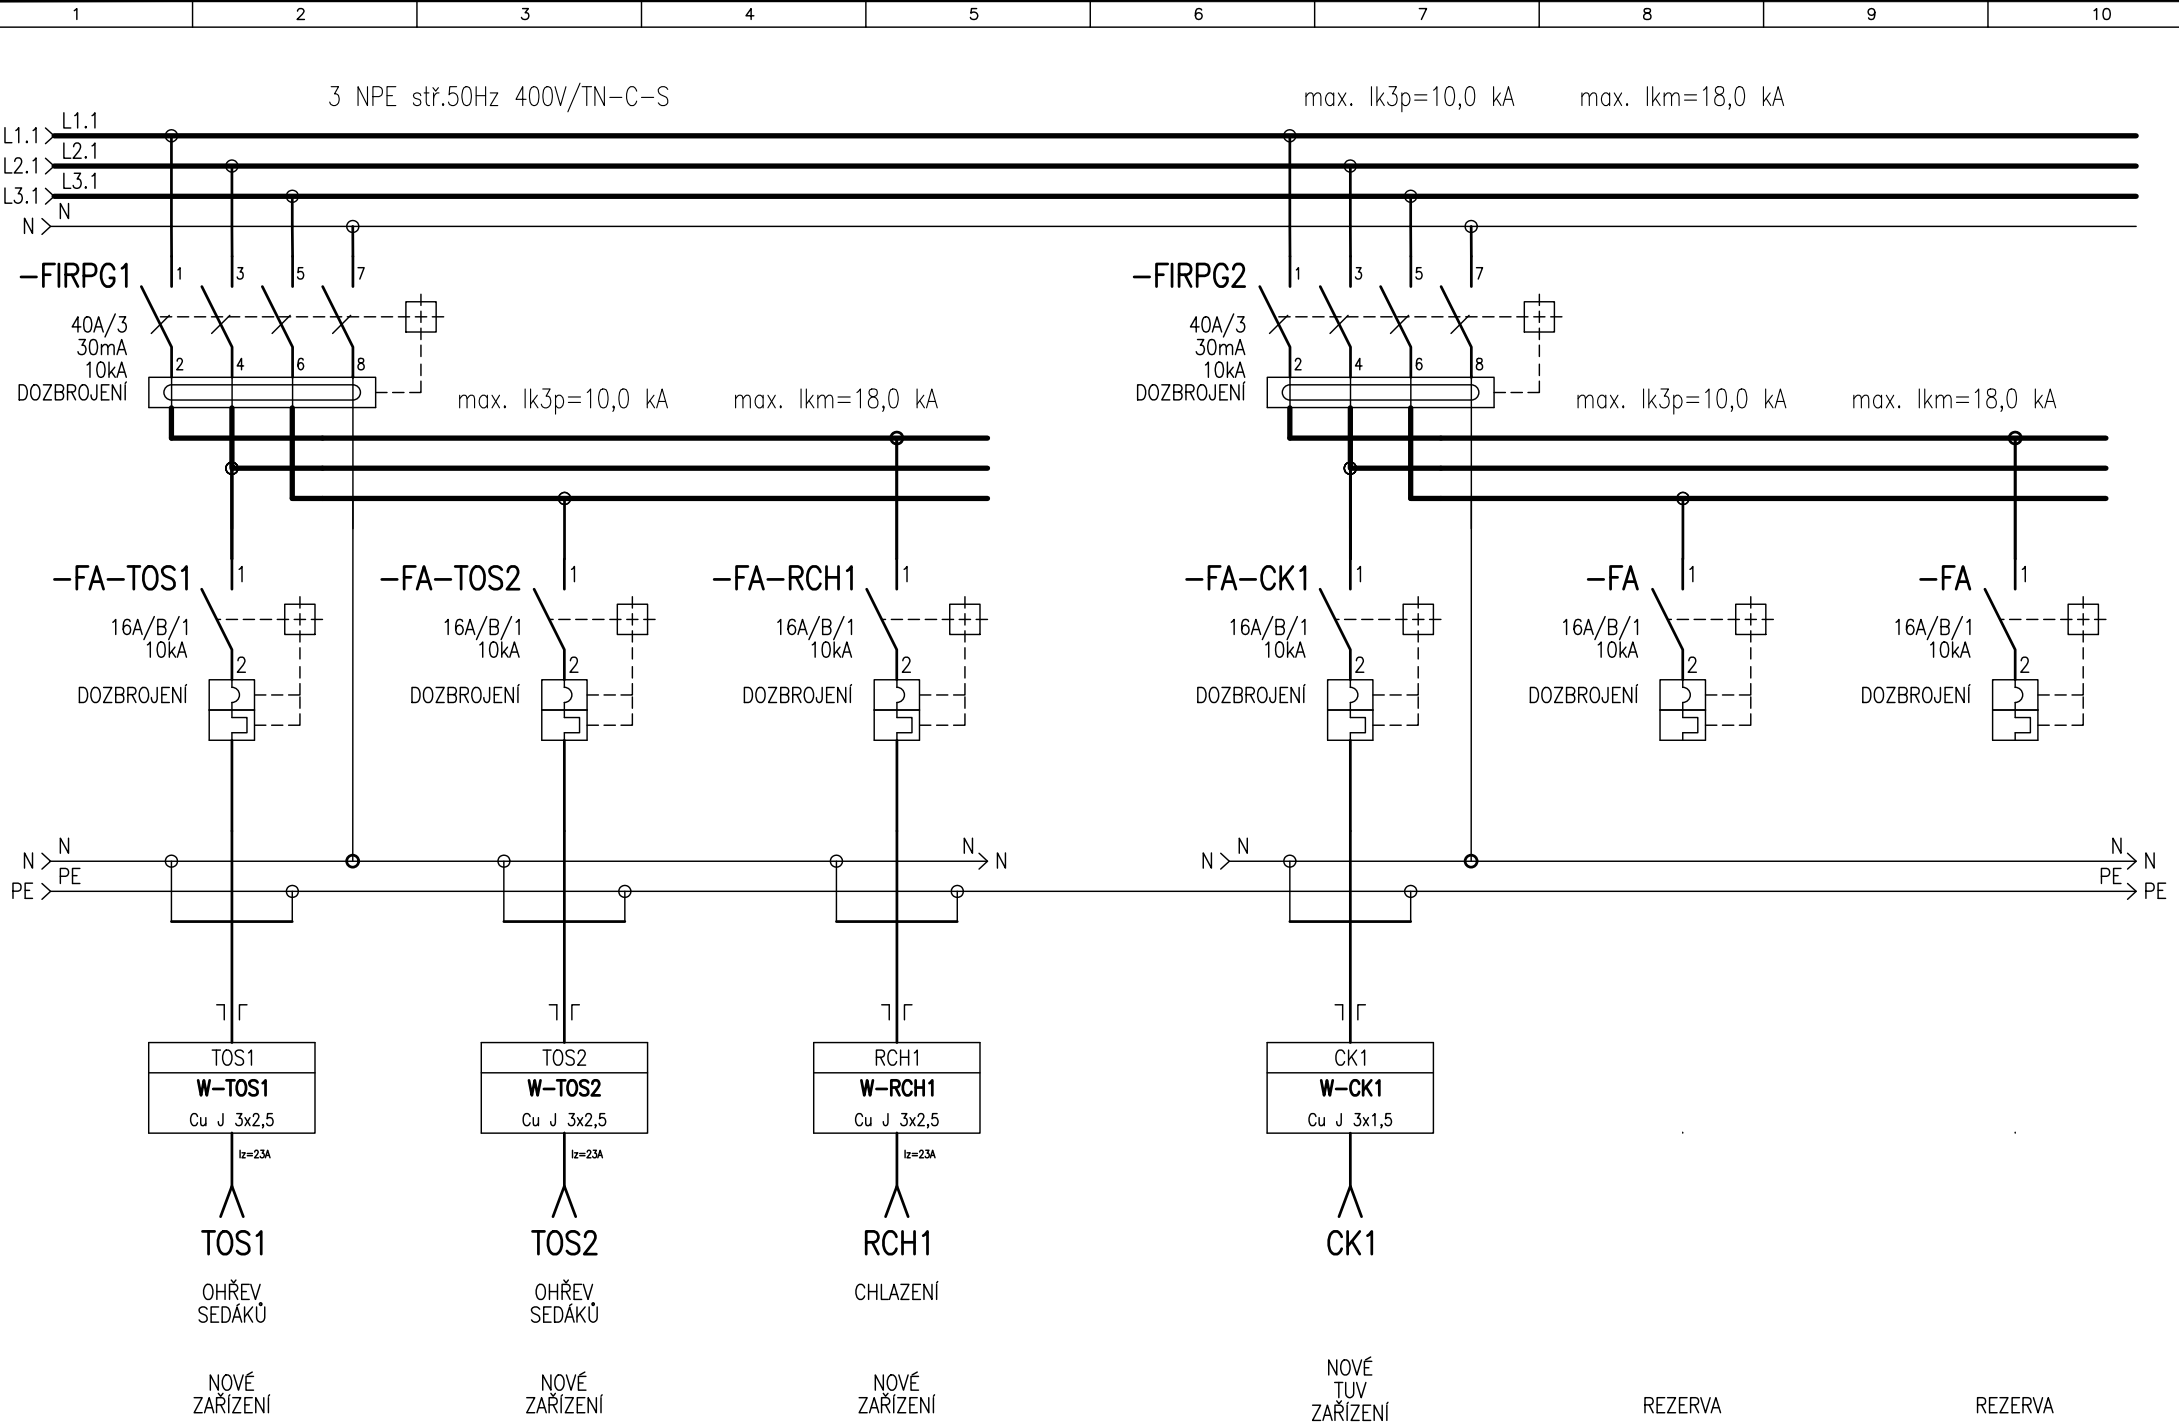 1 2 3 4 5 6 7 8 9 10
3 NPE stř.50Hz 400V/TN-C-S
max. Ik3p=10,0 kA max. Ikm=18,0 kA
L1.1 L1.1
L2.1 L2.1
L3.1 L3.1
N N
-FIRPG1 1 3 5 7
40A/3
30mA
10kA
DOZBROJENÍ
2 4 6 8
max. Ik3p=10,0 kA max. Ikm=18,0 kA
-FIRPG2 1 3 5 7
40A/3
30mA
10kA
DOZBROJENÍ
2 4 6 8
max. Ik3p=10,0 kA max. Ikm=18,0 kA
-FA-TOS1 1
16A/B/1
10kA
2
DOZBROJENÍ
-FA-TOS2 1
16A/B/1
10kA
2
DOZBROJENÍ
-FA-RCH1 1
16A/B/1
10kA
2
DOZBROJENÍ
-FA-CK1 1
16A/B/1
10kA
2
DOZBROJENÍ
-FA 1
16A/B/1
10kA
2
DOZBROJENÍ
-FA 1
16A/B/1
10kA
2
DOZBROJENÍ
N N N N N N N N
PE PE PE PE
TOS1
W-TOS1
Cu J 3x2,5
Iz=23A
TOS1
OHŘEV
SEDÁKŮ
NOVÉ
ZAŘÍZENÍ
TOS2
W-TOS2
Cu J 3x2,5
Iz=23A
TOS2
OHŘEV
SEDÁKŮ
NOVÉ
ZAŘÍZENÍ
RCH1
W-RCH1
Cu J 3x2,5
Iz=23A
RCH1
CHLAZENÍ
NOVÉ
ZAŘÍZENÍ
CK1
W-CK1
Cu J 3x1,5
CK1
NOVÉ
TUV
ZAŘÍZENÍ
REZERVA
REZERVA